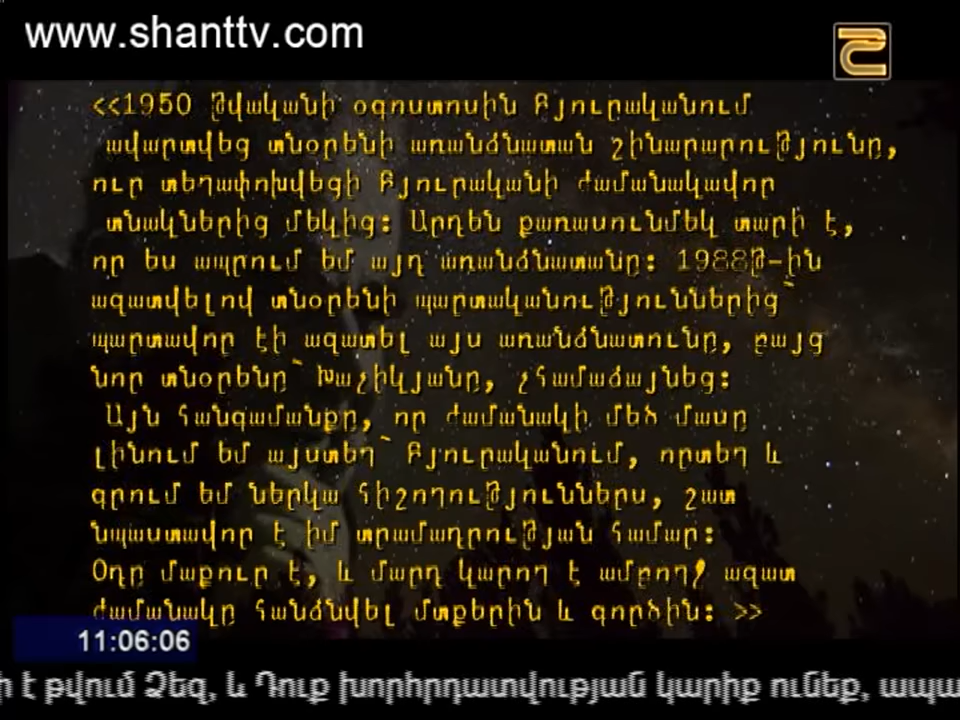 www.shanttv.com
<<1950 թվականի օգոստոսին Բյուրականում
ավարտվեց տնօրենի առանձնատան շինարարությունը,
ուր տեղափոխվեցի Բյուրականի ժամանակավոր
տնակներից մեկից: Արդեն քառասունմեկ տարի է,
որ ես ապրում եմ այդ առանձնատանը: 1988թ-ին
ազատվելով տնօրենի պարտականություններից՝
պարտավոր էի ազատել այս առանձնատունը, բայց
նոր տնօրենը՝ Խաչիկյանը, չհամաձայնեց:
Այն հանգամանքը, որ ժամանակի մեծ մասը
լինում եմ այստեղ՝ Բյուրականում, որտեղ և
գրում եմ ներկա հիշողություններս, շատ
նպաստավոր է իմ տրամադրության համար:
Օդը մաքուր է, և մարդ կարող է ամբողջ ազատ
ժամանակը հանձնվել մտքերին և գործին: >>
11:06:06
ի է թվում Ձեզ, և Դուք խորհրդատվության կարիք ունեք, ապա